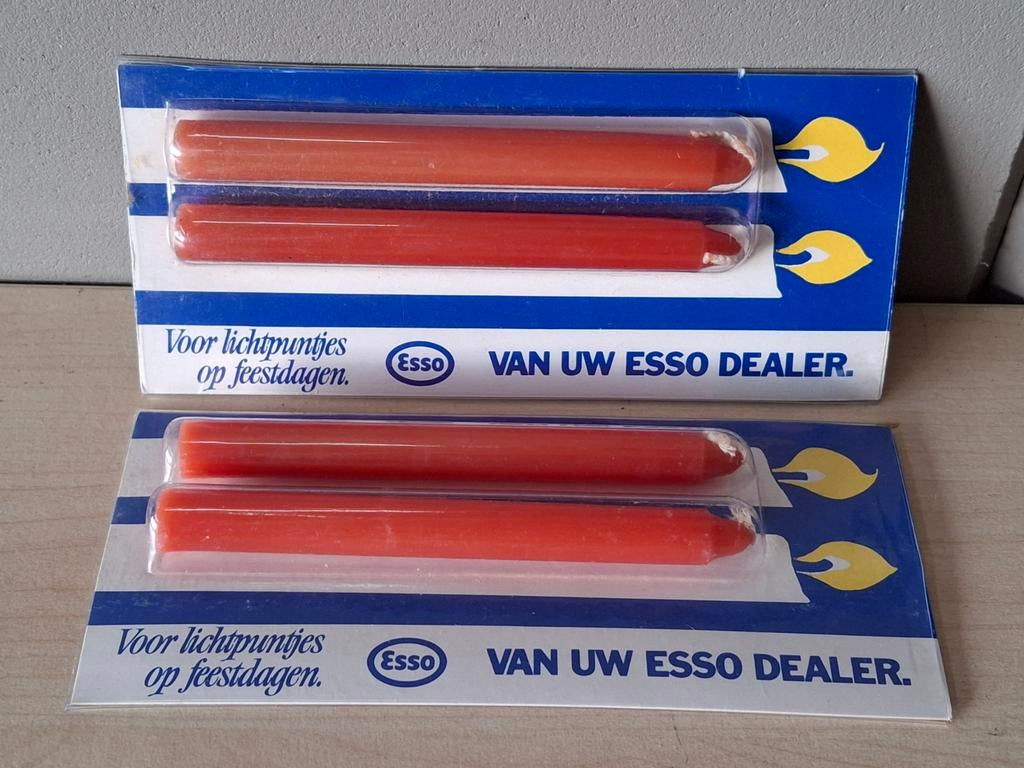 Voor lichtpuntjes
op feestdagen.
Esso
VAN UW ESSO DEALER.
Voor lichtpuntjes
op feestdagen.
Esso
VAN UW ESSO DEALER.